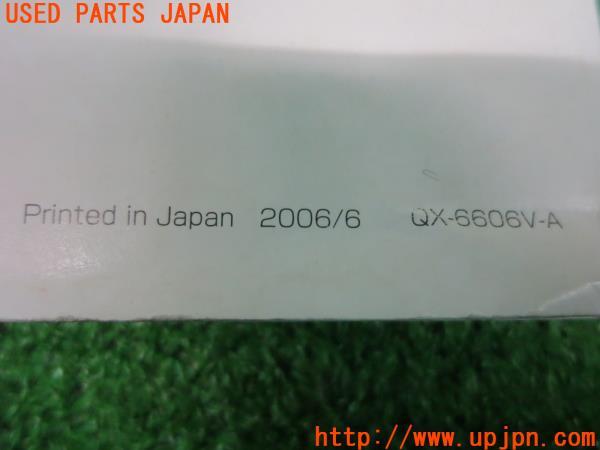 USED PARTS JAPAN
Printed in Japan 2006/6 QX-6606V-A
http://www.upjpn.com